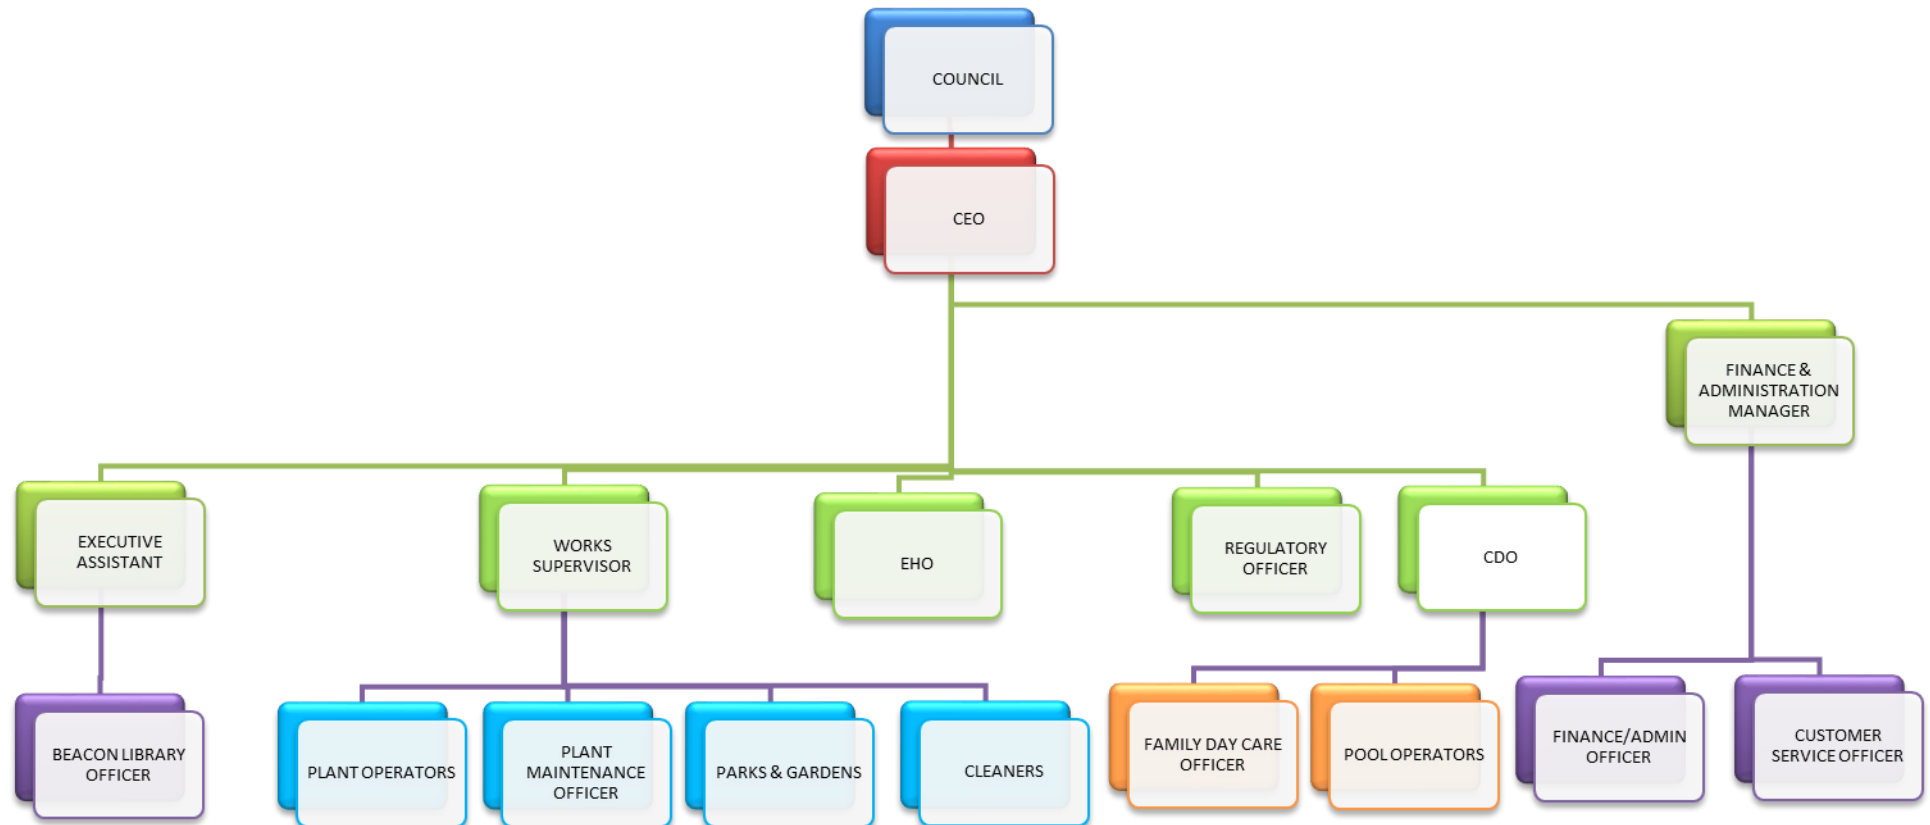 COUNCIL
CEO
FINANCE &
ADMINISTRATION
MANAGER
EXECUTIVE
ASSISTANT
WORKS
SUPERVISOR
EHO
REGULATORY
OFFICER
CDO
BEACON LIBRARY
OFFICER
PLANT OPERATORS
PLANT
MAINTENANCE
OFFICER
PARKS & GARDENS
CLEANERS
FAMILY DAY CARE
OFFICER
POOL OPERATORS
FINANCE/ADMIN
OFFICER
CUSTOMER
SERVICE OFFICER